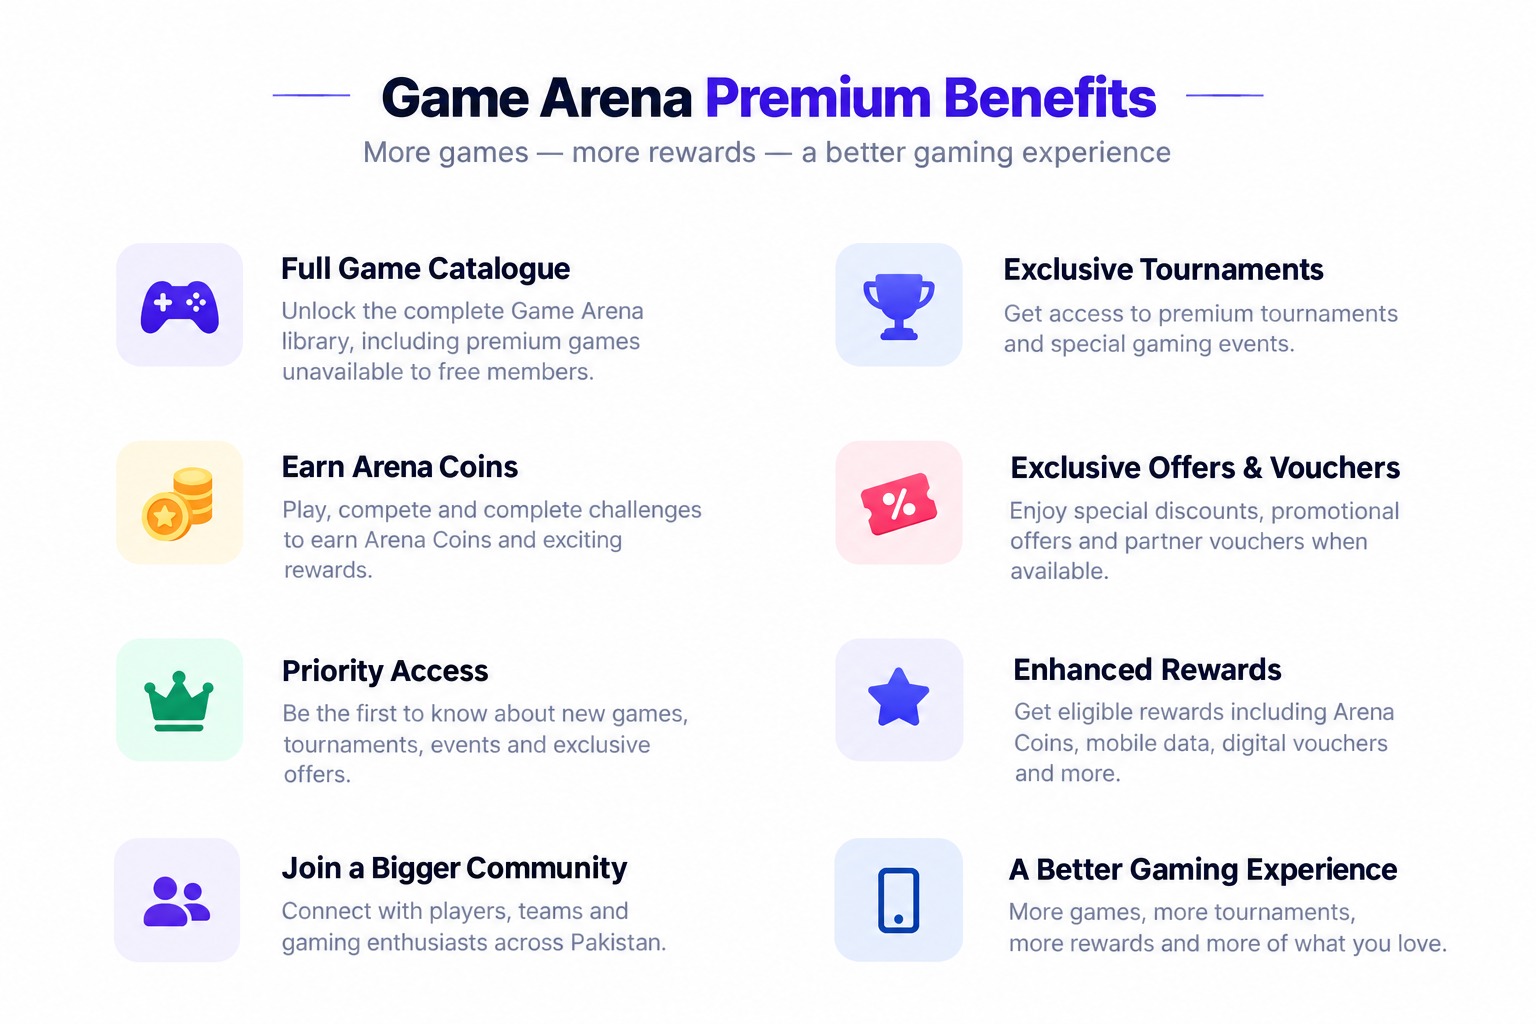 Game Arena Premium Benefits
More games — more rewards — a better gaming experience
Full Game Catalogue
Unlock the complete Game Arena
library, including premium games
unavailable to free members.
Exclusive Tournaments
Get access to premium tournaments
and special gaming events.
Earn Arena Coins
Play, compete and complete challenges
to earn Arena Coins and exciting
rewards.
Exclusive Offers & Vouchers
Enjoy special discounts, promotional
offers and partner vouchers when
available.
Priority Access
Be the first to know about new games,
tournaments, events and exclusive
offers.
Enhanced Rewards
Get eligible rewards including Arena
Coins, mobile data, digital vouchers
and more.
Join a Bigger Community
Connect with players, teams and
gaming enthusiasts across Pakistan.
A Better Gaming Experience
More games, more tournaments,
more rewards and more of what you love.